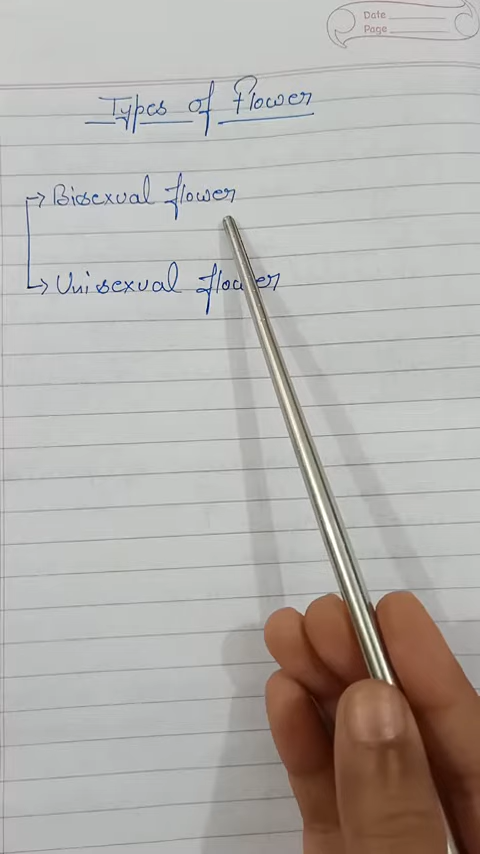 Date
Page
Types of Flower
Bisexual flower
Unisexual flower